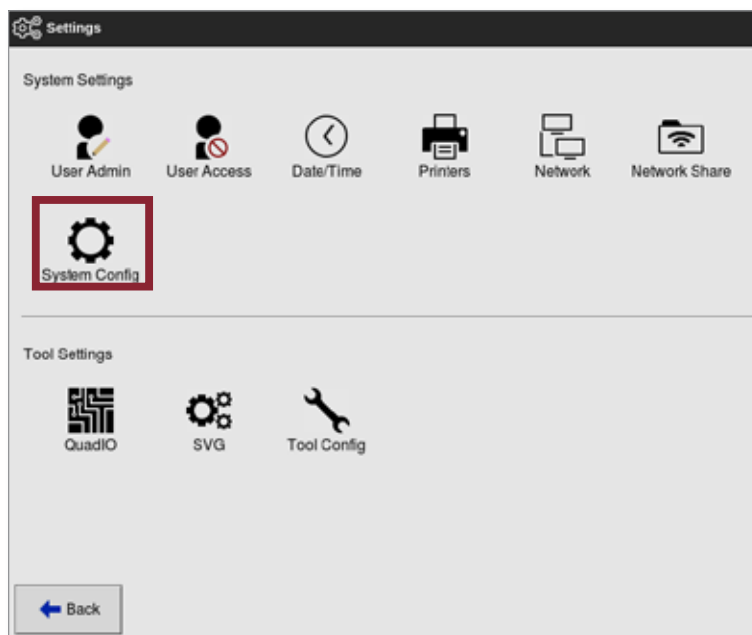 Settings
System Settings
User Admin User Access Date/Time Printers Network Network Share
System Config
Tool Settings
QuadIO SVG Tool Config
Back